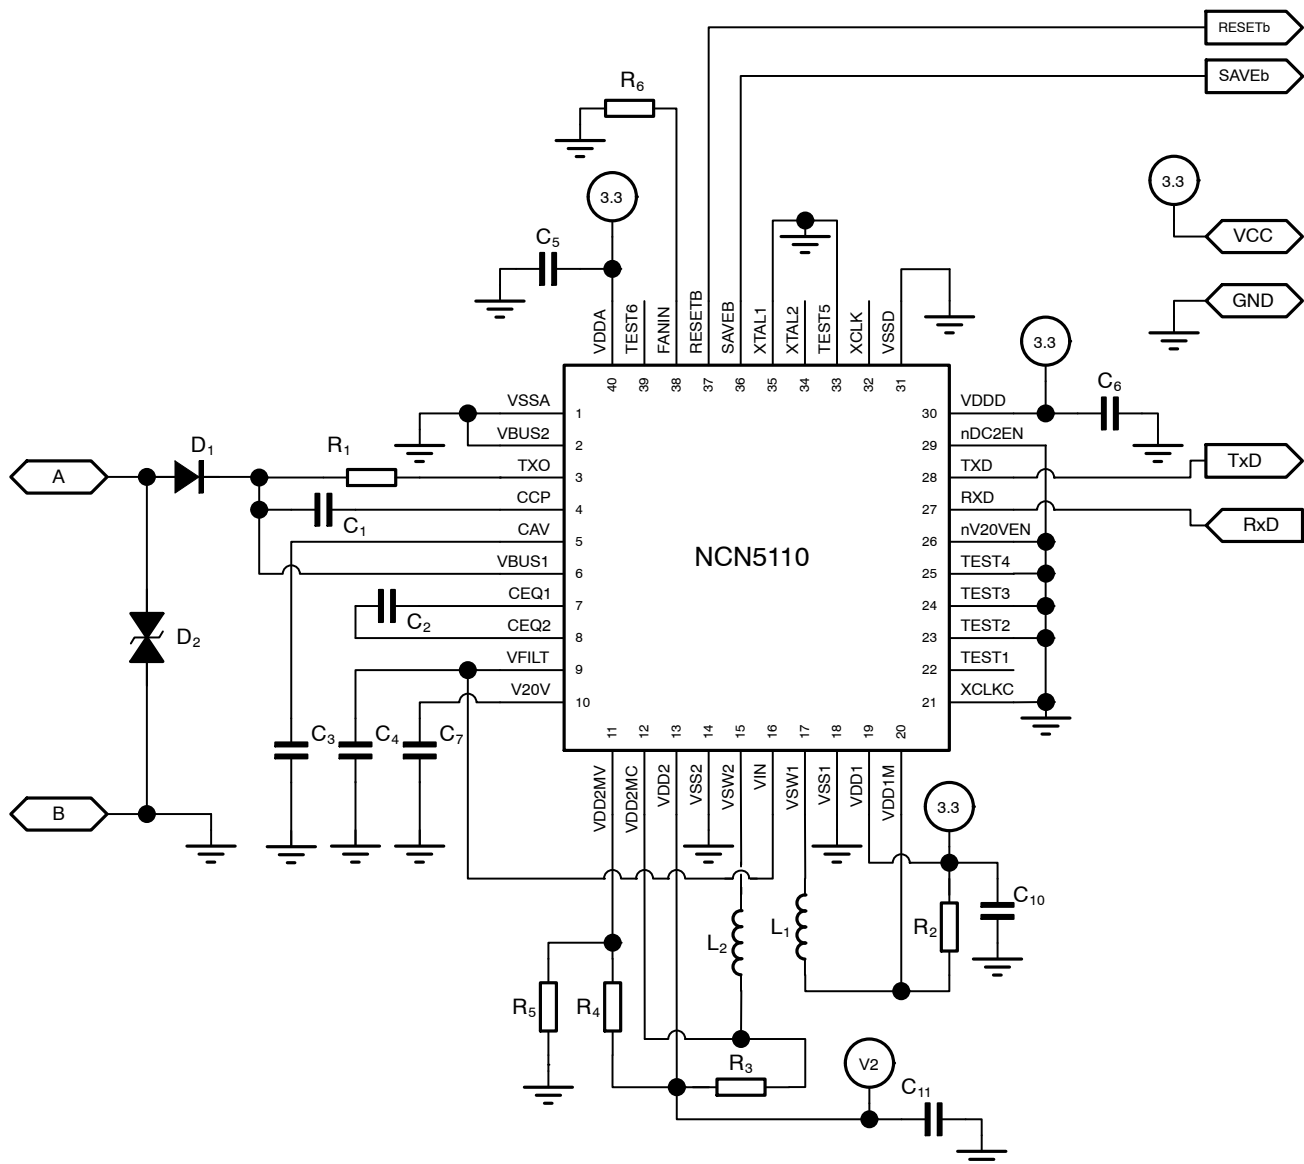 RESETb
SAVEb
R6
3.3
3.3
VCC
C5
GND
3.3
VDDA
TEST6
FANIN
RESETB
SAVEB
XTAL1
XTAL2
TEST5
XCLK
VSSD
40
39
38
37
36
35
34
33
32
31
C6
VSSA
1
30
VDDD
VBUS2
2
29
nDC2EN
D1
R1
A
TXO
3
28
TXD
TxD
CCP
4
27
RXD
RxD
C1
CAV
5
26
nV20VEN
NCN5110
VBUS1
6
25
TEST4
CEQ1
7
24
TEST3
C2
D2
CEQ2
8
23
TEST2
VFILT
9
22
TEST1
V20V
10
21
XCLKC
C3
C4
C7
11
12
13
14
15
16
17
18
19
20
VDD2MV
VDD2MC
VDD2
VSS2
VSW2
VIN
VSW1
VSS1
VDD1
VDD1M
B
3.3
C10
L2
L1
R2
R5
R4
R3
V2
C11